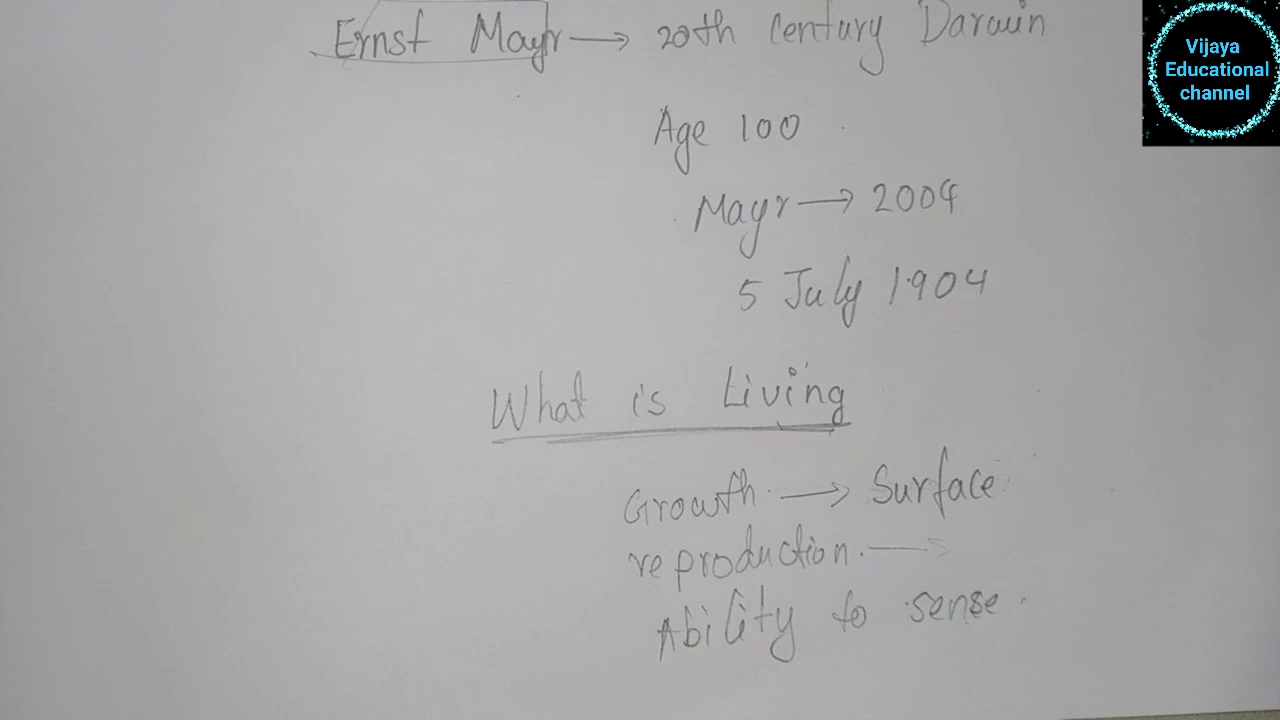 Ernst Mayr → 20th century Darwin
Vijaya
Educational
channel
Age 100
Mayr → 2004
5 July 1904
What is Living
Growth. → Surface
reproduction. →
Ability to sense.